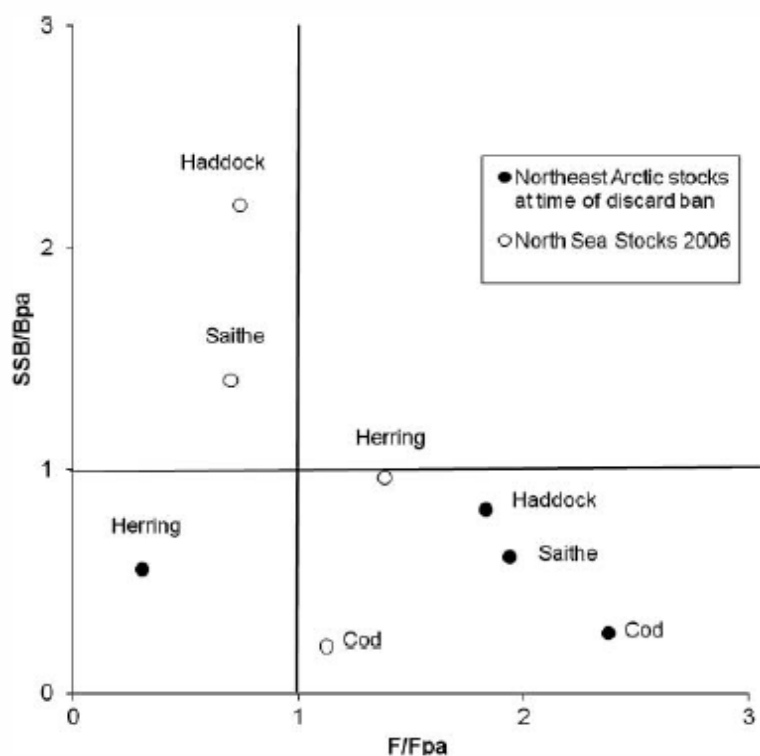 3
Haddock
Northeast Arctic stocks
at time of discard ban
North Sea Stocks 2006
2
Saithe
SSB/Bpa
Herring
1
Haddock
Herring
Saithe
Cod
Cod
0
0 1 2 3
F/Fpa